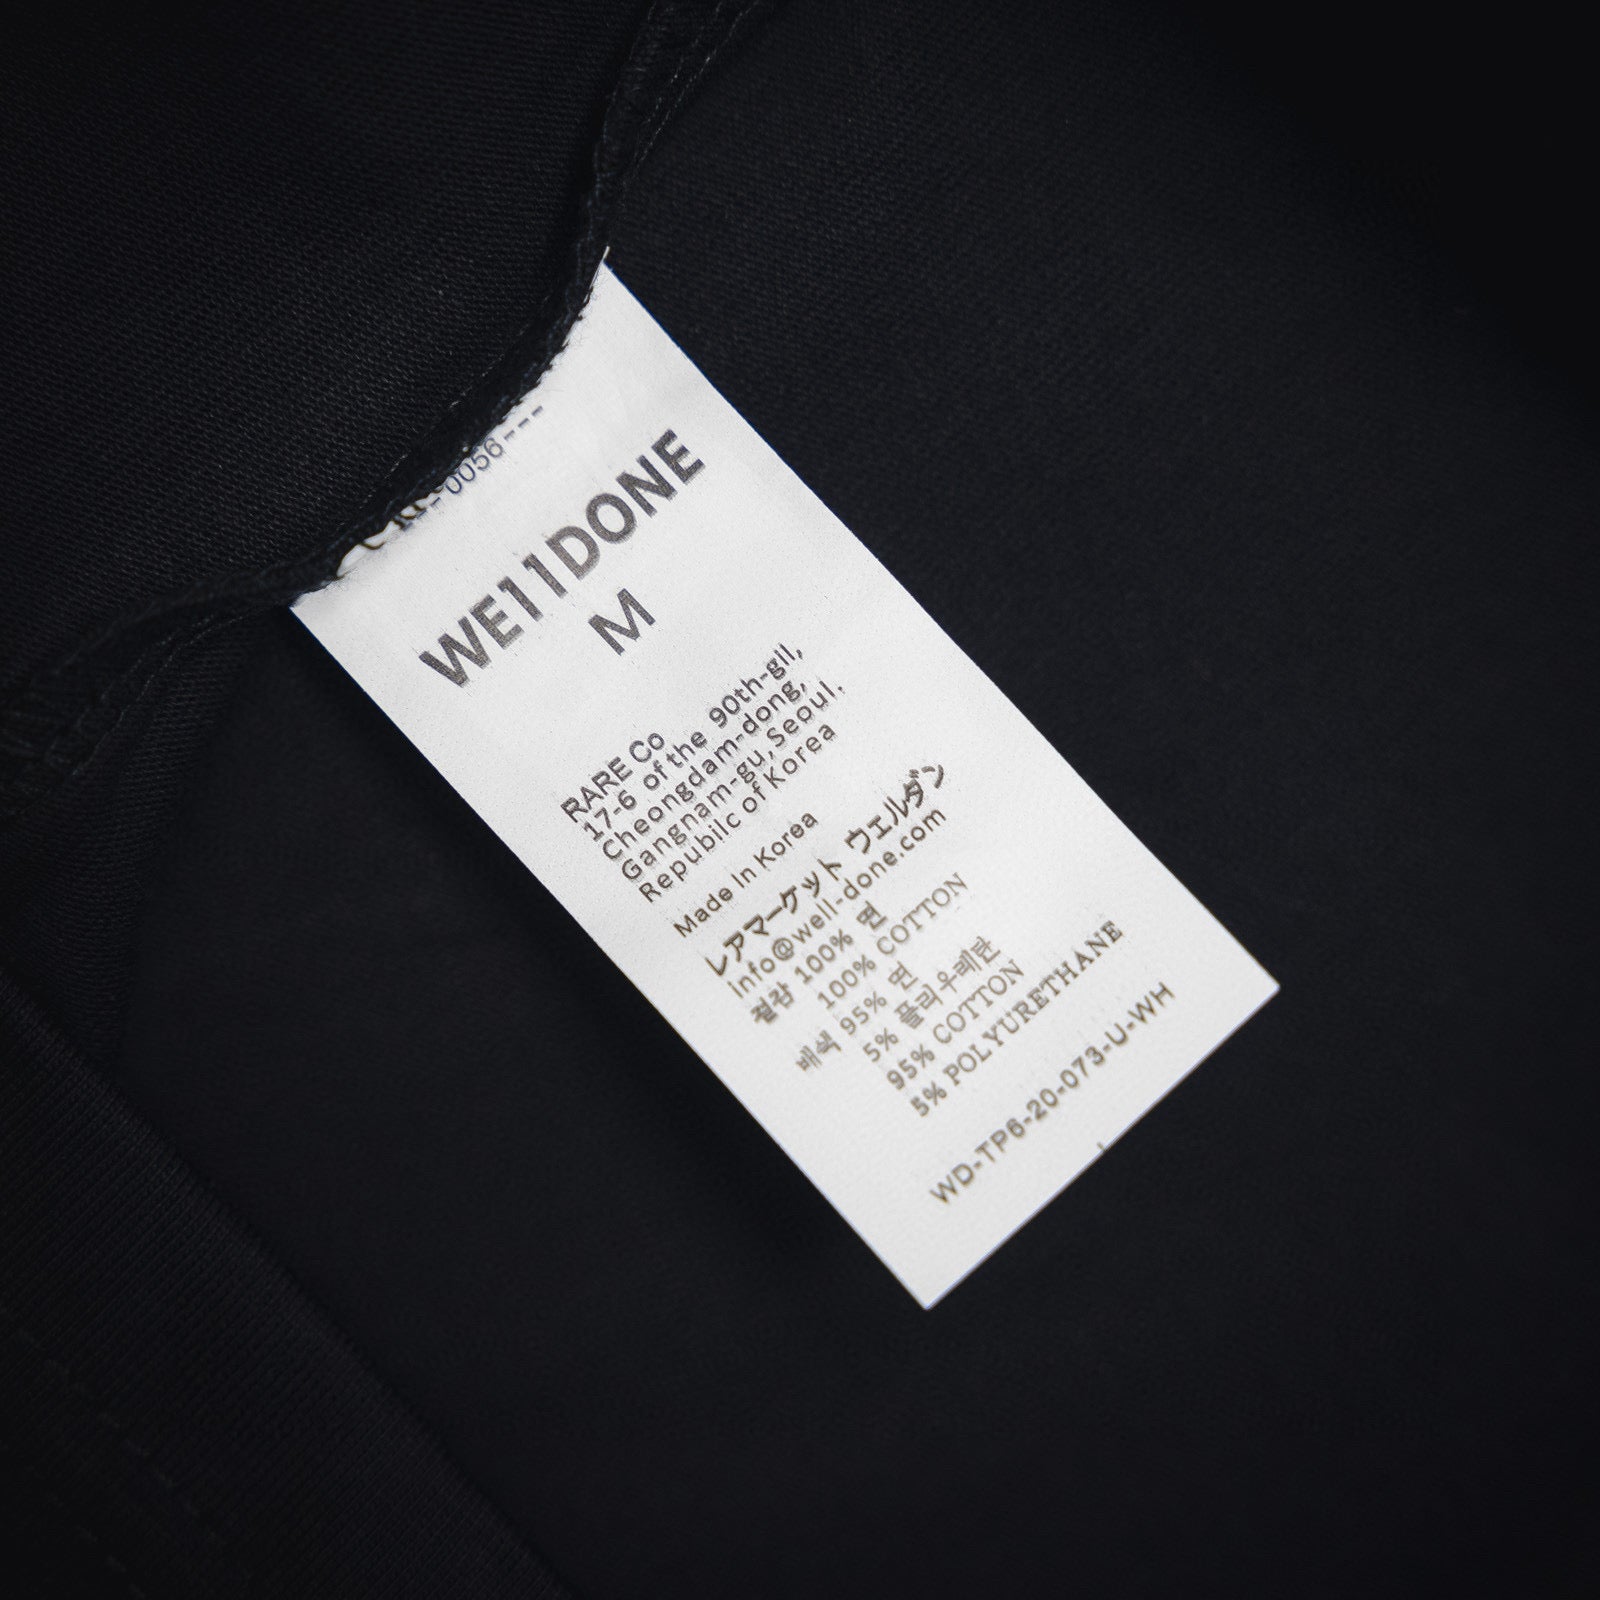 -0056---
WE11DONE
M
RARE Co
17-6 of the 90th-gil,
Cheongdam-dong,
Gangnam-gu, Seoul.
Repubilc of Korea
Made In Korea
レアマーケット ウェルダン
info@well-done.com
겉감 100% 면
100% COTTON
배색 95% 면
5% 플리우레탄
95% COTTON
5% POLYURETHANE
WD-TP6-20-073-U-WH